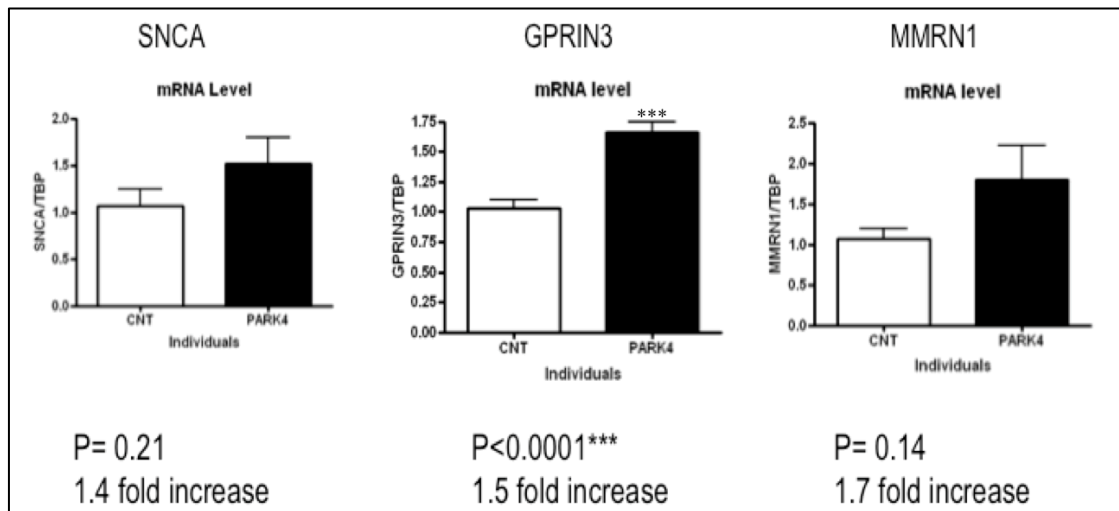 SNCA
mRNA Level
SNCA/TBP
2.0
1.5
1.0
0.5
0.0
CNT PARK4
Individuals
P= 0.21
1.4 fold increase
GPRIN3
mRNA level
GPRIN3/TBP
***
1.75
1.50
1.25
1.00
0.75
0.50
0.25
0.00
CNT PARK4
Individuals
P<0.0001***
1.5 fold increase
MMRN1
mRNA level
MMRN1/TBP
2.5
2.0
1.5
1.0
0.5
0.0
CNT PARK4
Individuals
P= 0.14
1.7 fold increase